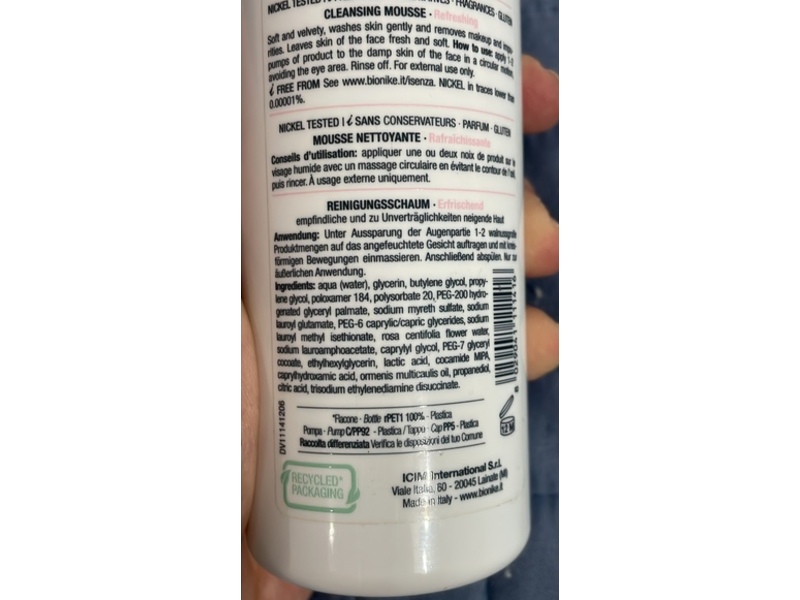 NICKEL TESTED
FRAGRANCES · GLUTEN
CLEANSING MOUSSE · Refreshing
Soft and velvety, washes skin gently and removes makeup and impu-
rities. Leaves skin of the face fresh and soft. How to use: apply 1-2
pumps of product to the damp skin of the face in a circular motion,
avoiding the eye area. Rinse off. For external use only.
FREE FROM See www.bionike.it/isenza. NICKEL in traces lower than
0.00001%.
NICKEL TESTED | SANS CONSERVATEURS · PARFUM · GLUTEN
MOUSSE NETTOYANTE · Rafraîchissante
Conseils d'utilisation: appliquer une ou deux noix de produit sur le
visage humide avec un massage circulaire en évitant le contour de l'œil,
puis rincer. À usage externe uniquement.
REINIGUNGSSCHAUM · Erfrischend
empfindliche und zu Unverträglichkeiten neigende Haut
Anwendung: Unter Aussparung der Augenpartie 1-2 walnussgroße
Produktmengen auf das angefeuchtete Gesicht auftragen und mit kreis-
förmigen Bewegungen einmassieren. Anschließend abspülen. Nur zur
äußerlichen Anwendung.
Ingredients: aqua (water), glycerin, butylene glycol, propy-
lene glycol, poloxamer 184, polysorbate 20, PEG-200 hydro-
genated glyceryl palmate, sodium myreth sulfate, sodium
lauroyl glutamate, PEG-6 caprylic/capric glycerides, sodium
lauroyl methyl isethionate, rosa centifolia flower water,
sodium lauroamphoacetate, caprylyl glycol, PEG-7 glyceryl
cocoate, ethylhexylglycerin, lactic acid, cocamide MIPA,
caprylhydroxamic acid, ormenis multicaulis oil, propanediol,
citric acid, trisodium ethylenediamine disuccinate.
DV11141206
12 M
*Flacone · Bottle rPET1 100% · Plastica
Pompa · Pump C/PP92 · Plastica / Tappo · Cap PP5 · Plastica
Raccolta differenziata Verifica le disposizioni del tuo Comune
RECYCLED*
PACKAGING
ICIM International S.r.l.
Viale Italia, 60 - 20045 Lainate (MI)
Made in Italy - www.bionike.it